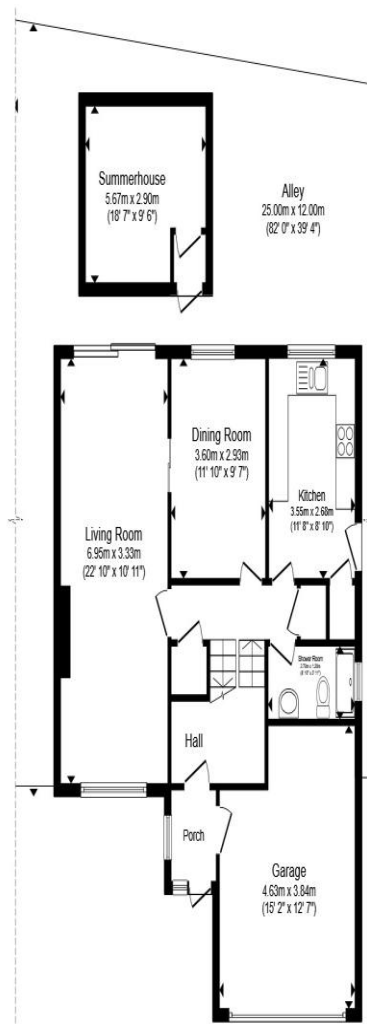 Summerhouse
5.67m x 2.90m
(18' 7" x 9' 6")
Alley
25.00m x 12.00m
(82' 0" x 39' 4")
Dining Room
3.60m x 2.93m
(11' 10" x 9' 7")
Kitchen
3.55m x 2.68m
(11' 8" x 8' 10")
Living Room
6.95m x 3.33m
(22' 10" x 10' 11")
Shower Room
Hall
Porch
Garage
4.63m x 3.84m
(15' 2" x 12' 7")